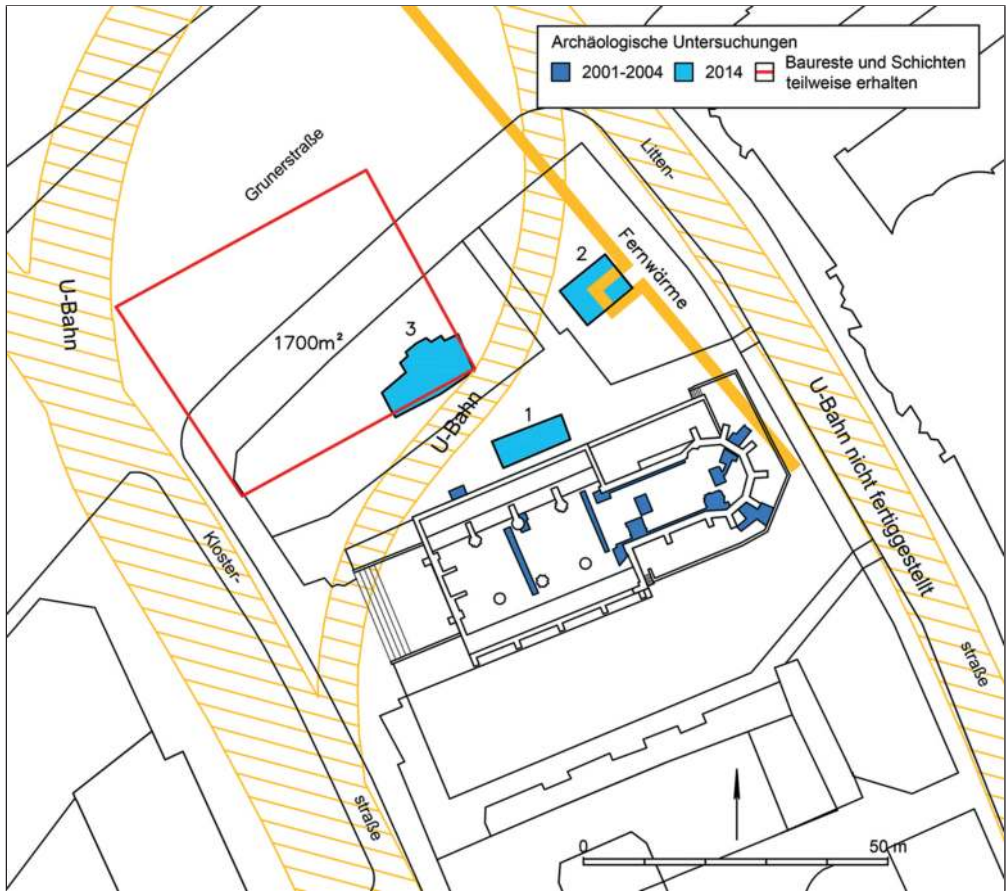 Archäologische Untersuchungen
2001-2004
2014
Baureste und Schichten
teilweise erhalten
Grunerstraße
Litten-
U-Bahn
Fernwärme
2
1700m²
3
U-Bahn
1
U-Bahn nicht fertiggestellt
Kloster-
straße
straße
0
50 m